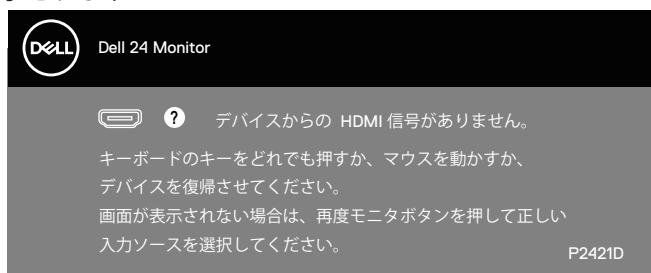 DELL
Dell 24 Monitor
? デバイスからの HDMI 信号がありません。
キーボードのキーをどれでも押すか、マウスを動かすか、
デバイスを復帰させてください。
画面が表示されない場合は、再度モニタボタンを押して正しい
入力ソースを選択してください。
P2421D